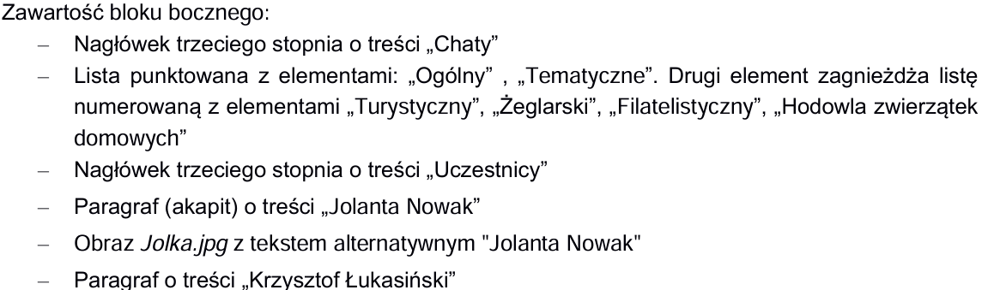 Zawartość bloku bocznego:
– Nagłówek trzeciego stopnia o treści „Chaty”
– Lista punktowana z elementami: „Ogólny” , „Tematyczne”. Drugi element zagnieżdża listę
numerowaną z elementami „Turystyczny”, „Żeglarski”, „Filatelistyczny”, „Hodowla zwierzątek
domowych”
– Nagłówek trzeciego stopnia o treści „Uczestnicy”
– Paragraf (akapit) o treści „Jolanta Nowak”
– Obraz Jolka.jpg z tekstem alternatywnym "Jolanta Nowak"
– Paragraf o treści „Krzysztof Łukasiński”